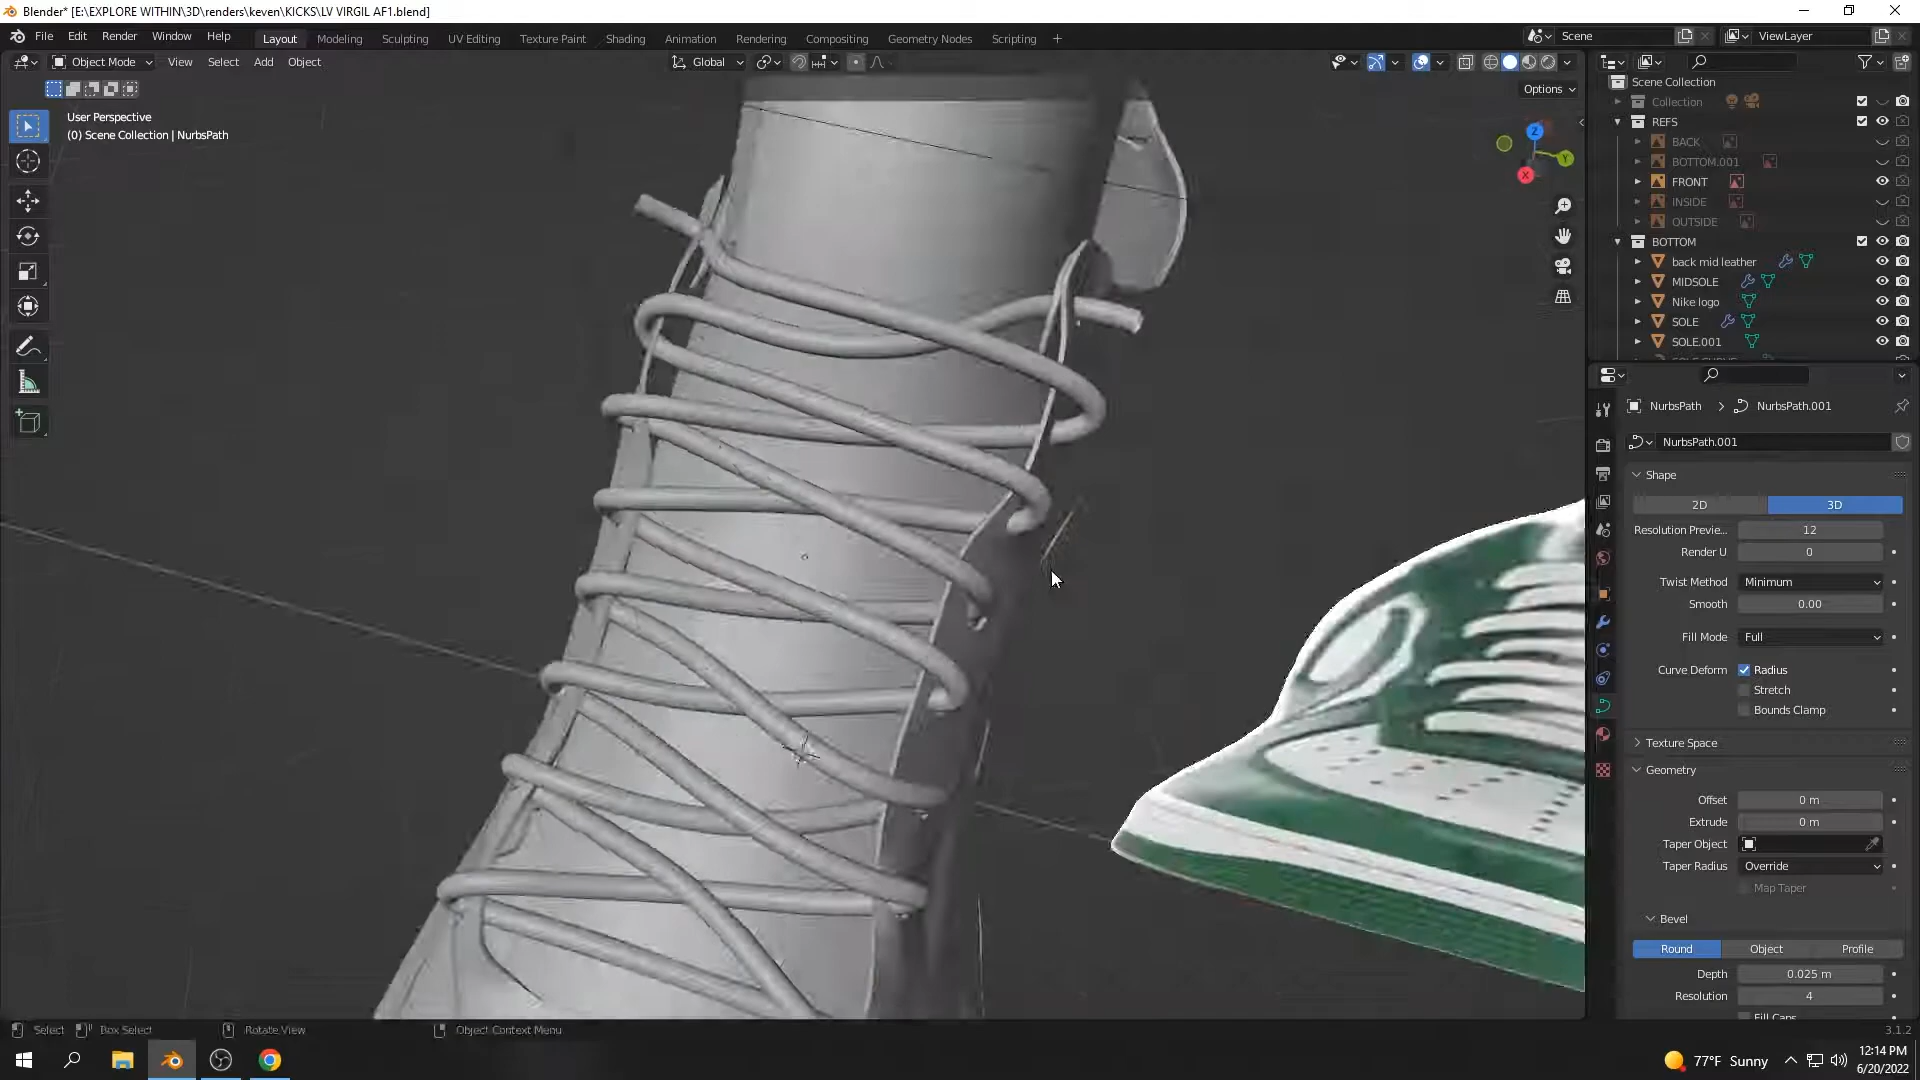 Blender* [E:\EXPLORE WITHIN\3D\renders\keven\KICKS\LV VIRGIL AF1.blend]
File Edit Render Window Help
Layout Modeling Sculpting UV Editing Texture Paint Shading Animation Rendering Compositing Geometry Nodes Scripting +
Scene
ViewLayer
Object Mode View Select Add Object
Global
Options
User Perspective
(0) Scene Collection | NurbsPath
Z
Y
X
Scene Collection
Collection
REFS
BACK
BOTTOM.001
FRONT
INSIDE
OUTSIDE
BOTTOM
back mid leather
MIDSOLE
Nike logo
SOLE
SOLE.001
NurbsPath > NurbsPath.001
NurbsPath.001
Shape
2D 3D
Resolution Previe... 12
Render U 0
Twist Method Minimum
Smooth 0.00
Fill Mode Full
Curve Deform Radius
Stretch
Bounds Clamp
Texture Space
Geometry
Offset 0 m
Extrude 0 m
Taper Object
Taper Radius Override
Map Taper
Bevel
Round Object Profile
Depth 0.025 m
Resolution 4
Fill Caps
Select Box Select Rotate View Object Context Menu
3.1.2
77°F Sunny
12:14 PM
6/20/2022